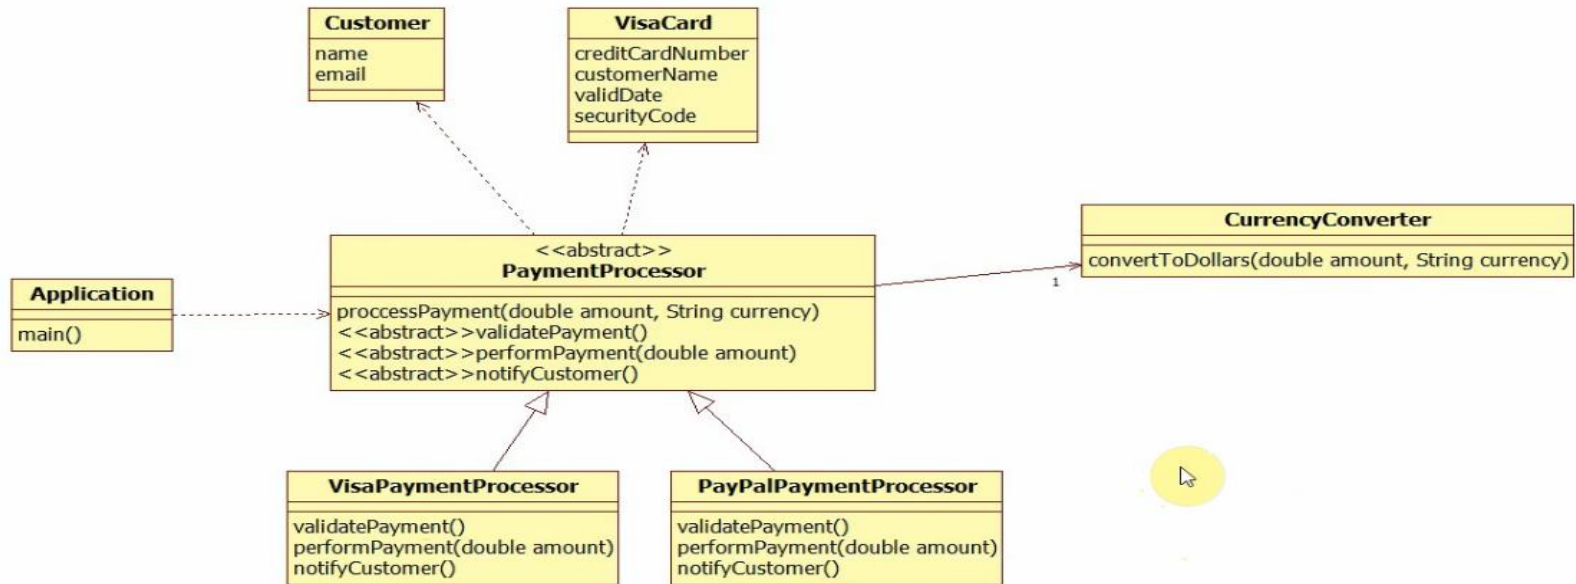 Customer
name
email
VisaCard
creditCardNumber
customerName
validDate
securityCode
CurrencyConverter
convertToDollars(double amount, String currency)
1
<<abstract>>
PaymentProcessor
proccessPayment(double amount, String currency)
<<abstract>>validatePayment()
<<abstract>>performPayment(double amount)
<<abstract>>notifyCustomer()
Application
main()
VisaPaymentProcessor
validatePayment()
performPayment(double amount)
notifyCustomer()
PayPalPaymentProcessor
validatePayment()
performPayment(double amount)
notifyCustomer()